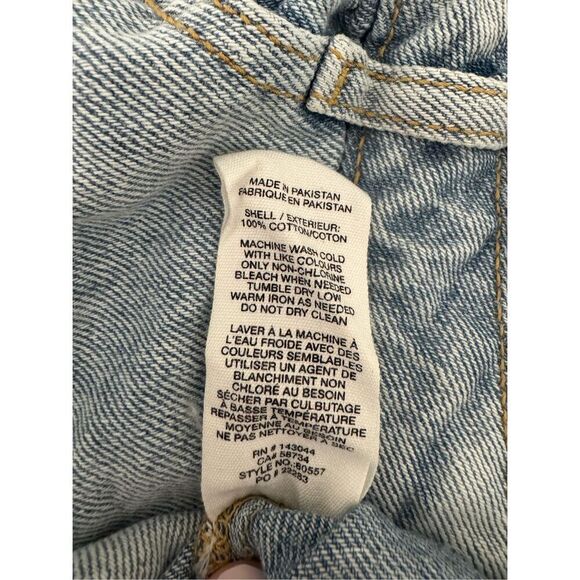 MADE IN PAKISTAN
FABRIQUE EN PAKISTAN
SHELL / EXTERIEUR:
100% COTTON/COTON
MACHINE WASH COLD
WITH LIKE COLOURS
ONLY NON-CHLORINE
BLEACH WHEN NEEDED
TUMBLE DRY LOW
WARM IRON AS NEEDED
DO NOT DRY CLEAN
LAVER À LA MACHINE À
L'EAU FROIDE AVEC DES
COULEURS SEMBLABLES
UTILISER UN AGENT DE
BLANCHIMENT NON
CHLORÉ AU BESOIN
SÉCHER PAR CULBUTAGE
À BASSE TEMPÉRATURE
REPASSER À TEMPÉRATURE
MOYENNE AU BESOIN
NE PAS NETTOYER À SEC
RN # 143044
CA# 58734
STYLE NO.:60557
PO # 22283